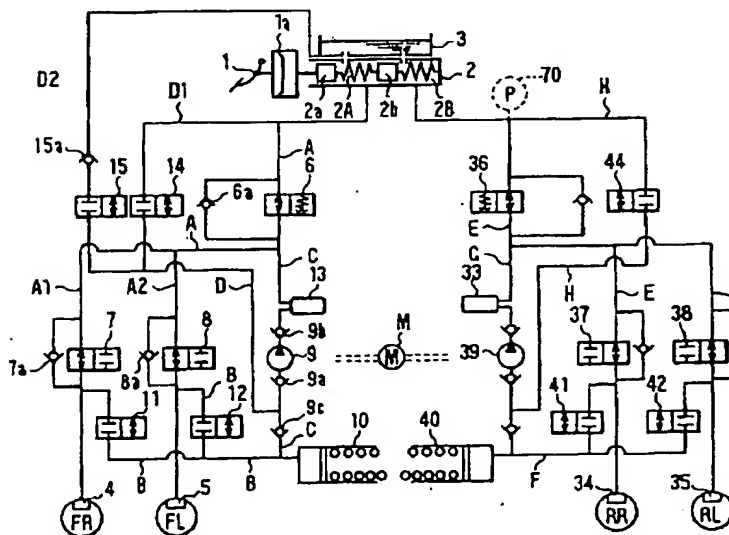 1a
3
70
1
P
D2
D1
2
H
2a
2A
2b
2B
15a
A
15
14
6
36
44
6a
A
E
C
G
A1
A2
D
13
33
H
E
9b
M
37
38
7
8
9
M
39
7a
8a
9a
B
11
12
9c
10
40
41
42
C
B
B
F
4
5
34
35
FR
FL
RR
RL